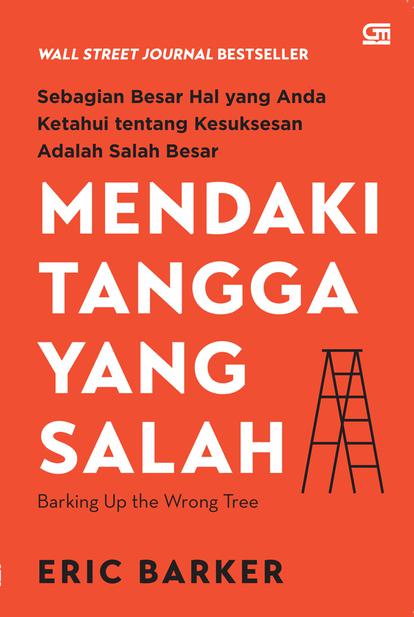 GM
WALL STREET JOURNAL BESTSELLER
Sebagian Besar Hal yang Anda
Ketahui tentang Kesuksesan
Adalah Salah Besar
MENDAKI
TANGGA
YANG
SALAH
Barking Up the Wrong Tree
ERIC BARKER